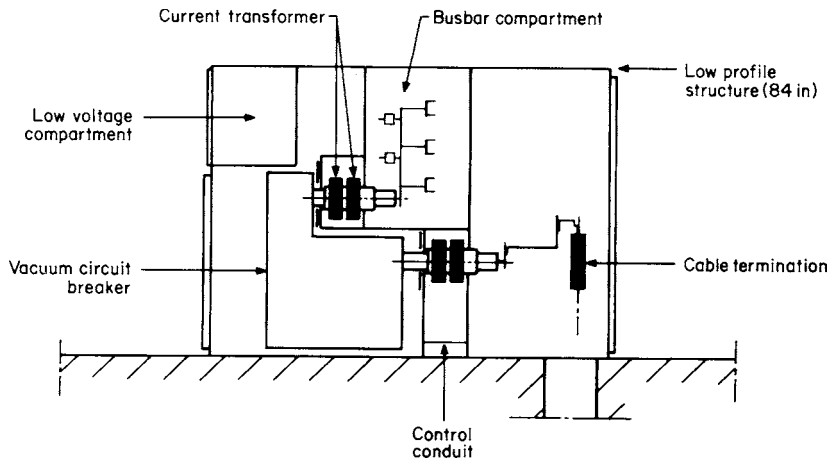 Current transformer
Busbar compartment
Low profile
structure (84 in)
Low voltage
compartment
Vacuum circuit
breaker
Cable termination
Control
conduit